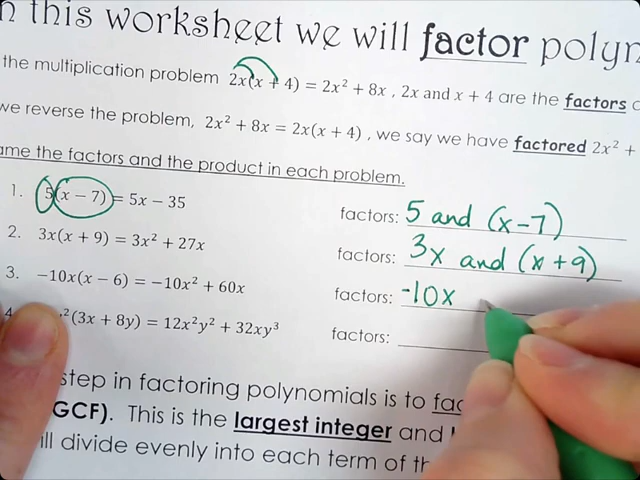 this worksheet we will factor
the multiplication problem 2x(x + 4) = 2x² + 8x , 2x and x + 4 are the factors
we reverse the problem, 2x² + 8x = 2x(x + 4) , we say we have factored 2x² +
ame the factors and the product in each problem.
1. 5(x − 7) = 5x − 35 factors: 5 and (x−7)
2. 3x(x + 9) = 3x² + 27x factors: 3x and (x+9)
3. −10x(x − 6) = −10x² + 60x factors: -10x
²(3x + 8y) = 12x²y² + 32xy³ factors:
step in factoring polynomials is to
GCF). This is the largest integer and
ill divide evenly into each term of